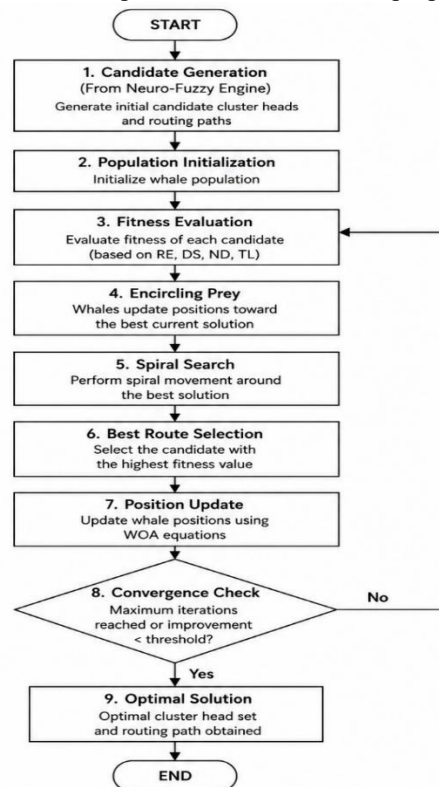 START
1. Candidate Generation
(From Neuro-Fuzzy Engine)
Generate initial candidate cluster heads
and routing paths
2. Population Initialization
Initialize whale population
3. Fitness Evaluation
Evaluate fitness of each candidate
(based on RE, DS, ND, TL)
4. Encircling Prey
Whales update positions toward
the best current solution
5. Spiral Search
Perform spiral movement around
the best solution
6. Best Route Selection
Select the candidate with
the highest fitness value
7. Position Update
Update whale positions using
WOA equations
8. Convergence Check
Maximum iterations
reached or improvement
< threshold?
No
Yes
9. Optimal Solution
Optimal cluster head set
and routing path obtained
END